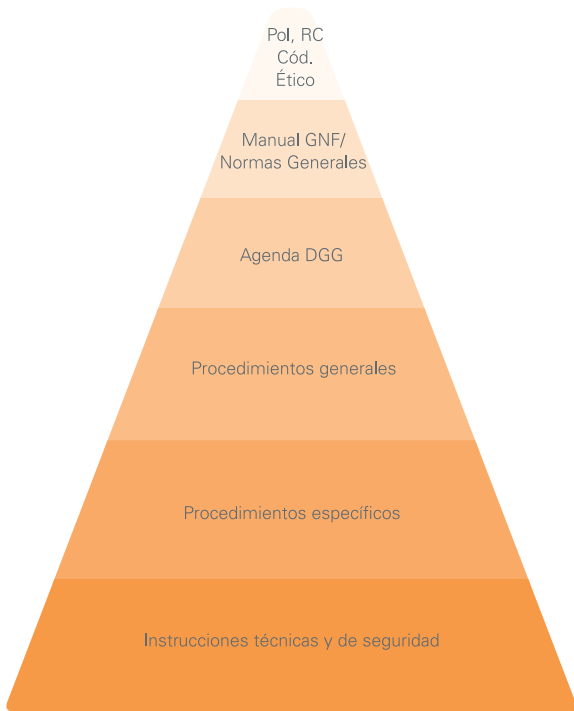 Pol, RC
Cód.
Ético
Manual GNF/
Normas Generales
Agenda DGG
Procedimientos generales
Procedimientos específicos
Instrucciones técnicas y de seguridad